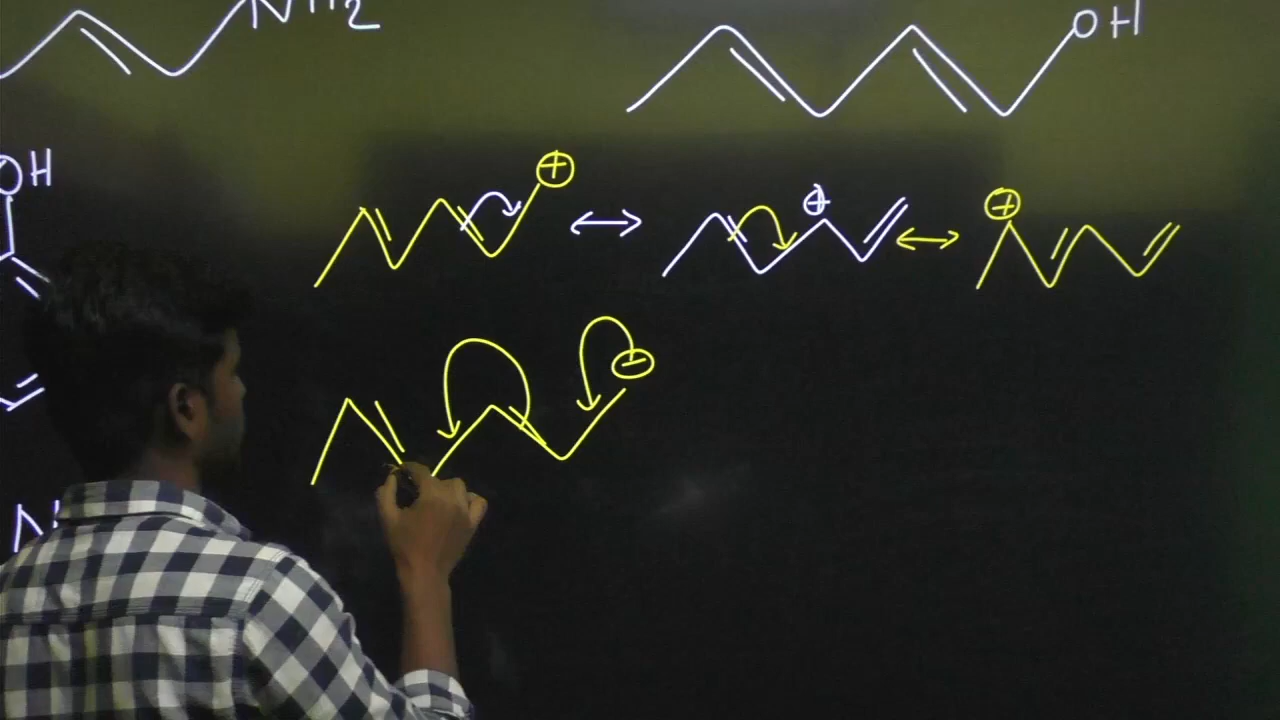 NH2
OH
OH
⊕ ↔ ⊕ ↔ ⊕
⊖